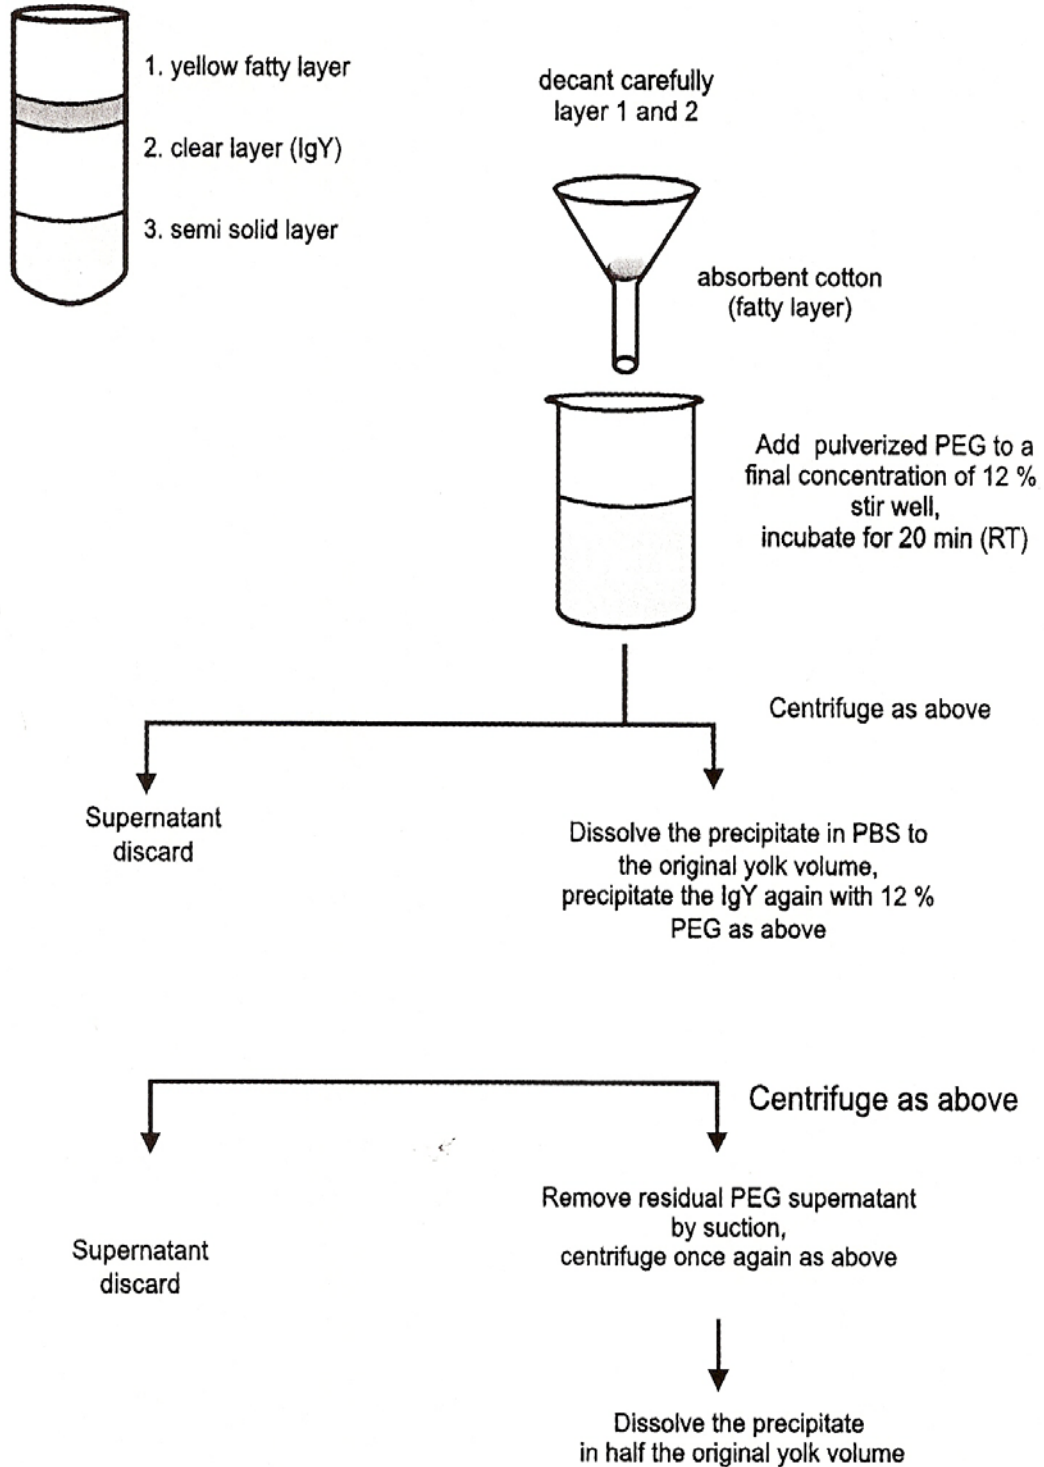 1. yellow fatty layer
2. clear layer (IgY)
3. semi solid layer
decant carefully
layer 1 and 2
absorbent cotton
(fatty layer)
Add pulverized PEG to a
final concentration of 12 %
stir well,
incubate for 20 min (RT)
Centrifuge as above
Supernatant
discard
Dissolve the precipitate in PBS to
the original yolk volume,
precipitate the IgY again with 12 %
PEG as above
Centrifuge as above
Supernatant
discard
Remove residual PEG supernatant
by suction,
centrifuge once again as above
Dissolve the precipitate
in half the original yolk volume